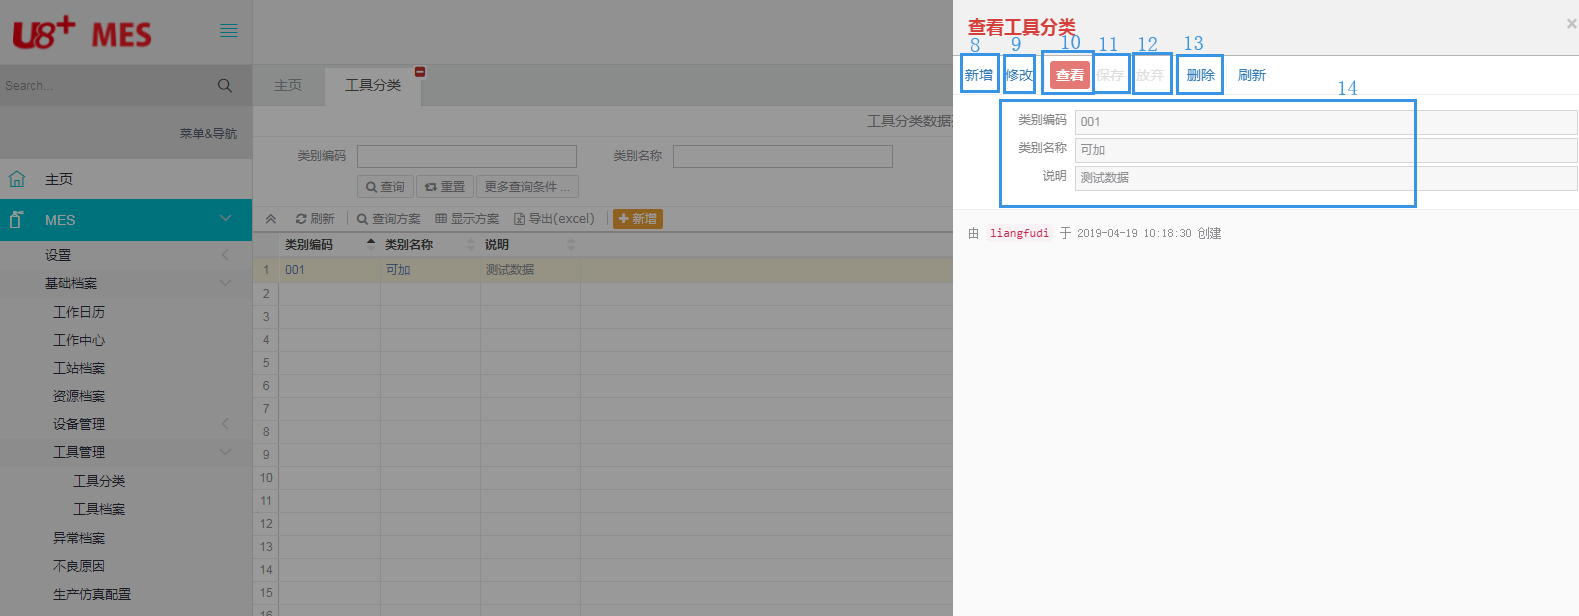 U8+ MES
Search...
菜单&导航
主页
MES
设置
基础档案
工作日历
工作中心
工站档案
资源档案
设备管理
工具管理
工具分类
工具档案
异常档案
不良原因
生产仿真配置
主页 工具分类
工具分类数据
类别编码 类别名称
查询 重置 更多查询条件 ...
刷新 查询方案 显示方案 导出(excel) 新增
类别编码 类别名称 说明
1 001 可加 测试数据
2
3
4
5
6
7
8
9
10
11
12
13
14
15
16
查看工具分类 ×
8 9 10 11 12 13
新增 修改 查看 保存 放弃 删除 刷新
14
类别编码 001
类别名称 可加
说明 测试数据
由 liangfudi 于 2019-04-19 10:18:30 创建